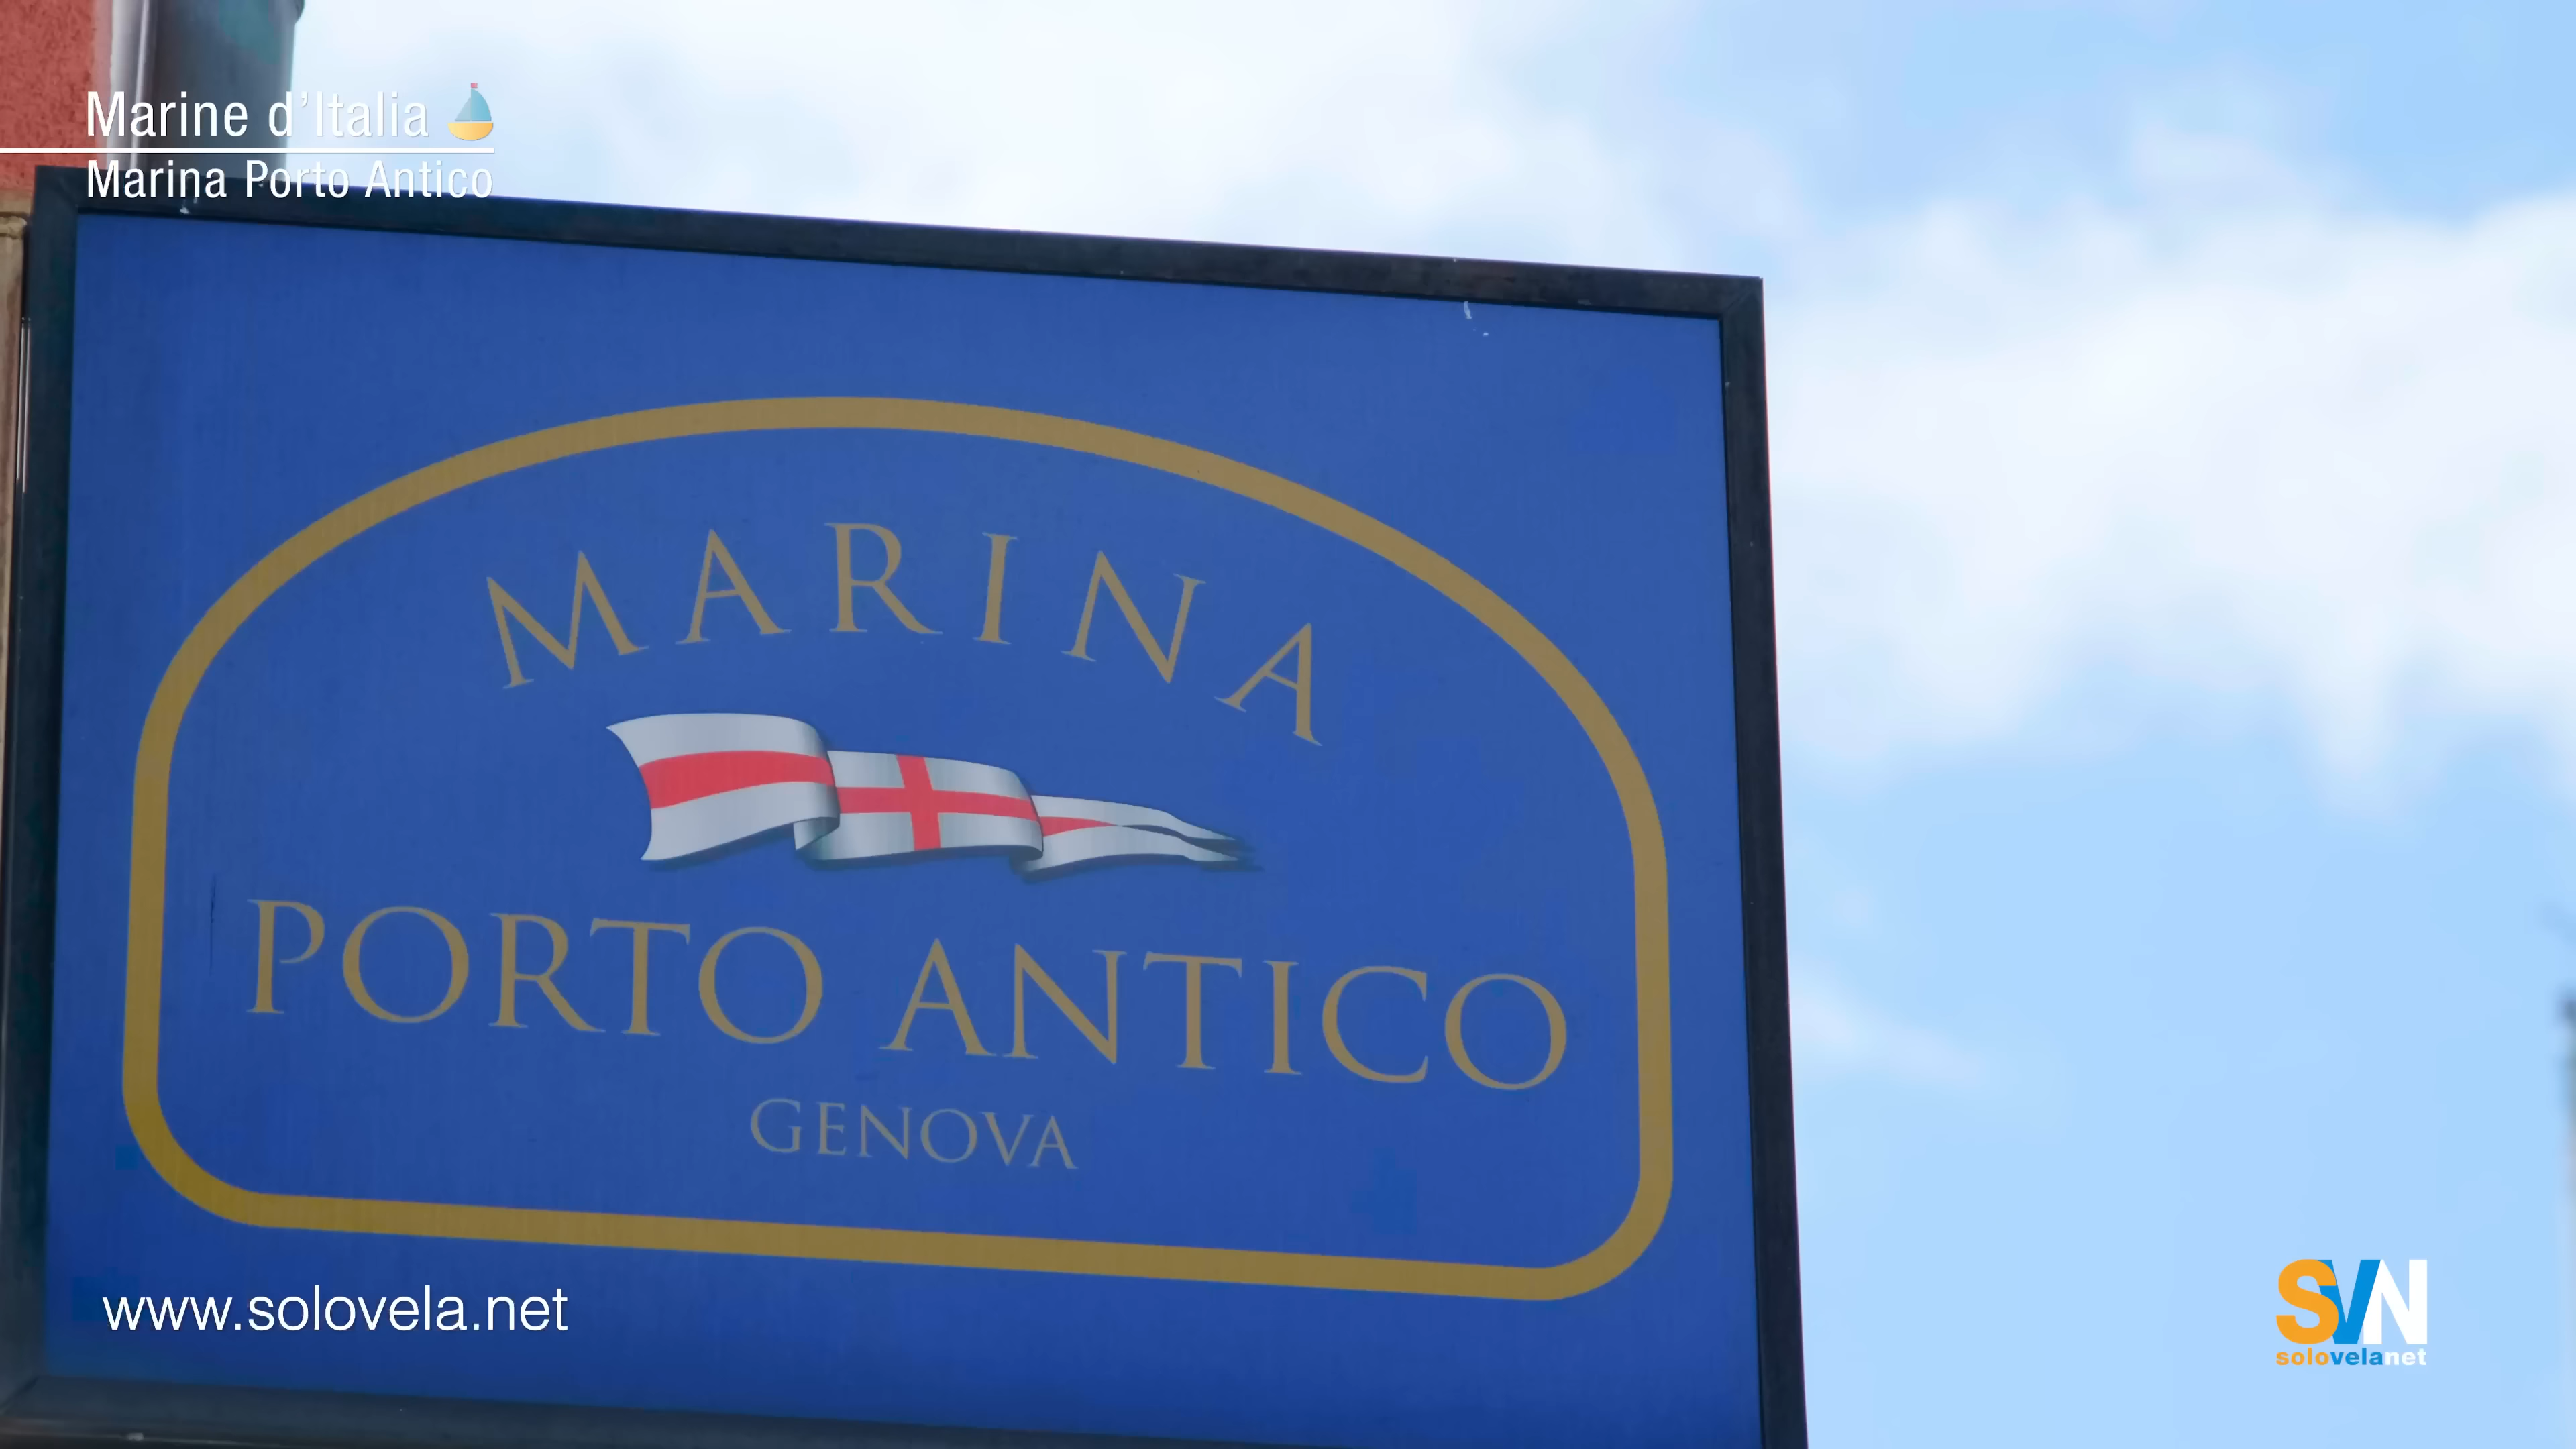 Marine d'Italia
Marina Porto Antico
MARINA
PORTO ANTICO
GENOVA
www.solovela.net
SVN
solovelanet